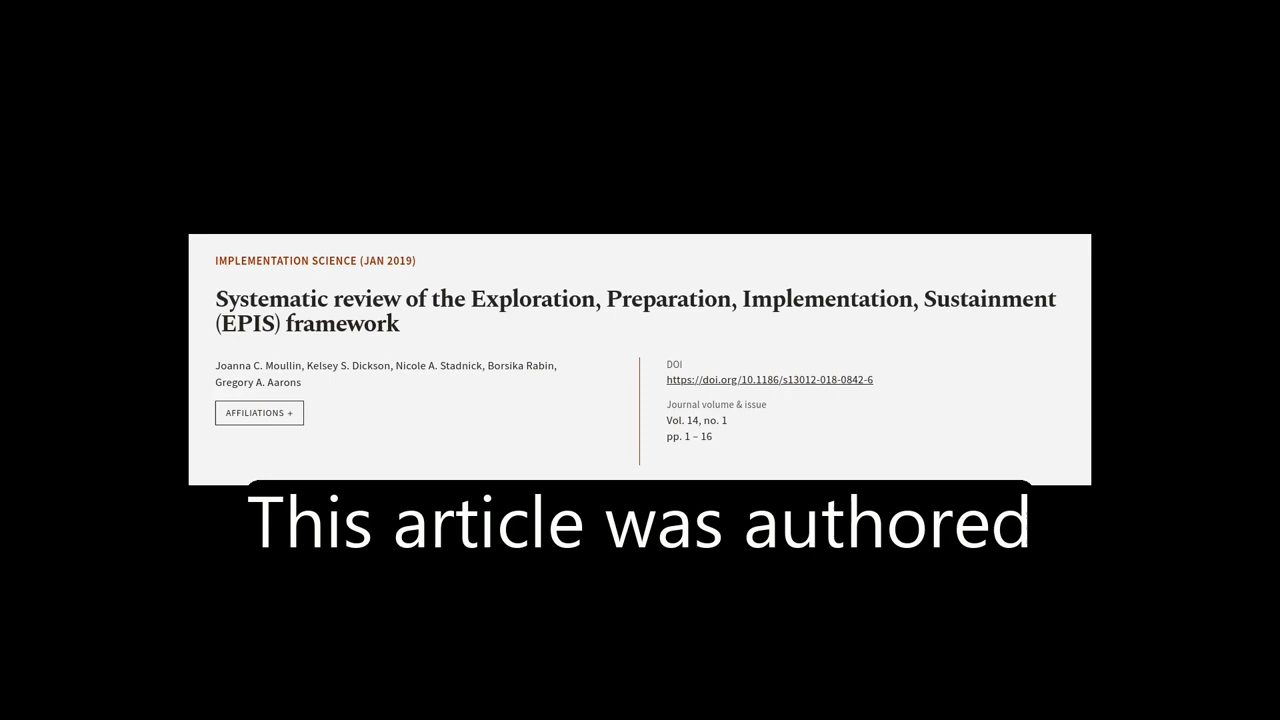 IMPLEMENTATION SCIENCE (JAN 2019)
Systematic review of the Exploration, Preparation, Implementation, Sustainment
(EPIS) framework
Joanna C. Moullin, Kelsey S. Dickson, Nicole A. Stadnick, Borsika Rabin,
Gregory A. Aarons
AFFILIATIONS +
DOI
https://doi.org/10.1186/s13012-018-0842-6
Journal volume & issue
Vol. 14, no. 1
pp. 1 – 16
This article was authored